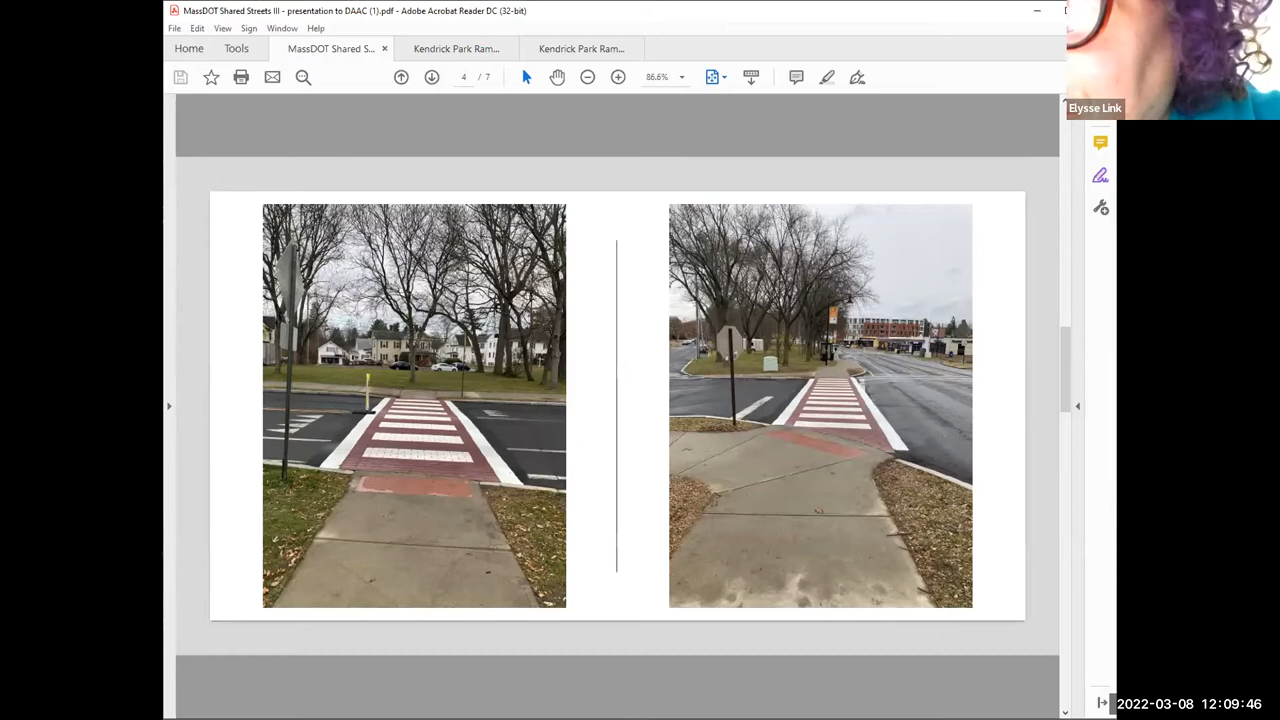 MassDOT Shared Streets III - presentation to DAAC (1).pdf - Adobe Acrobat Reader DC (32-bit)
File Edit View Sign Window Help
Home Tools MassDOT Shared S... × Kendrick Park Ram... Kendrick Park Ram...
4 / 7 86.6%
Elysse Link
2022-03-08 12:09:46